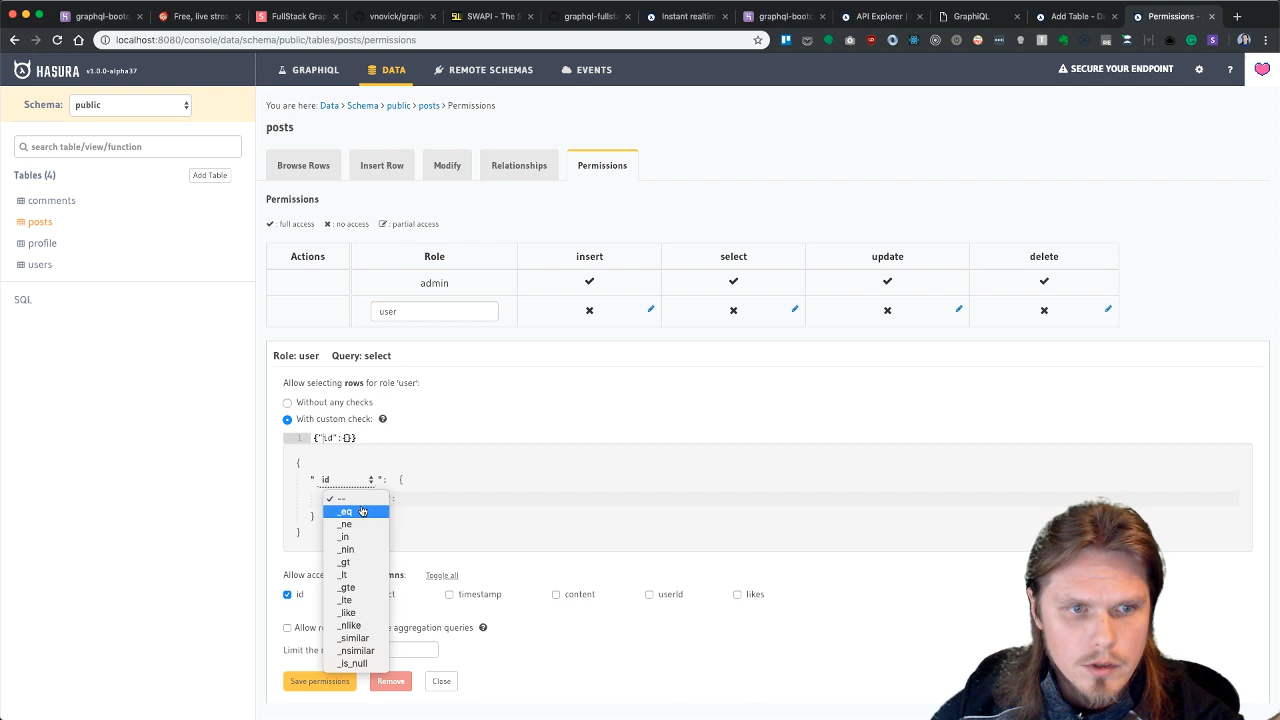 graphql-boot
Free, live stre
FullStack Gra
vnovick/graph
SWAPI - The S
graphql-fullst
Instant realtim
graphql-boot
API Explorer
GraphiQL
Add Table - Da
Permissions -
localhost:8080/console/data/schema/public/tables/posts/permissions
HASURA v1.0.0-alpha37
GRAPHIQL
DATA
REMOTE SCHEMAS
EVENTS
SECURE YOUR ENDPOINT
?
Schema: public
search table/view/function
Tables (4)
Add Table
comments
posts
profile
users
SQL
You are here: Data > Schema > public > posts > Permissions
posts
Browse Rows
Insert Row
Modify
Relationships
Permissions
Permissions
: full access : no access : partial access
Actions Role insert select update delete
admin
user
Role: user Query: select
Allow selecting rows for role 'user':
Without any checks
With custom check:
1 {"id":{}}
{
" id ": {
--
_eq
_ne
_in
_nin
_gt
_lt
_gte
_lte
_like
_nlike
_similar
_nsimilar
_is_null
":
}
}
Allow acce
mns: Toggle all
id
ct
timestamp
content
userId
likes
Allow r
e aggregation queries
Limit the
Save permissions
Remove
Close